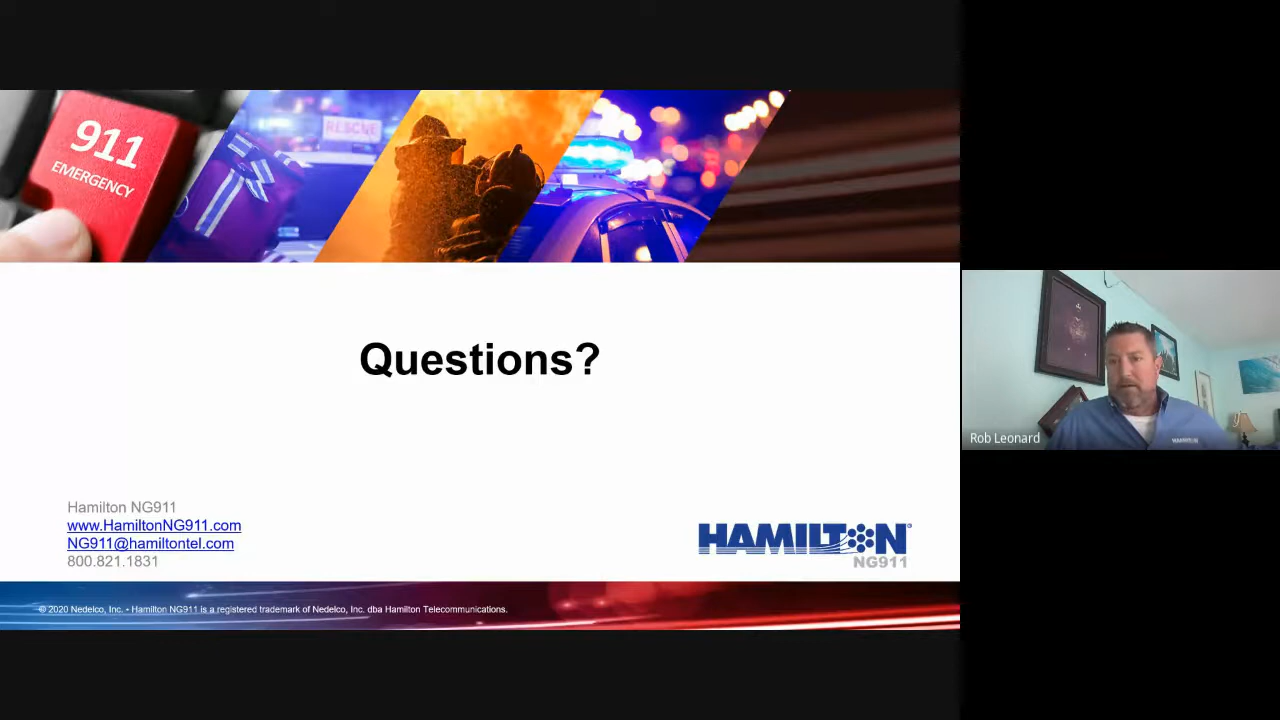 911
EMERGENCY
RESCUE
Questions?
Hamilton NG911
www.HamiltonNG911.com
NG911@hamiltontel.com
800.821.1831
HAMILTON®
NG911
© 2020 Nedelco, Inc. • Hamilton NG911 is a registered trademark of Nedelco, Inc. dba Hamilton Telecommunications.
Rob Leonard
HAMILTON